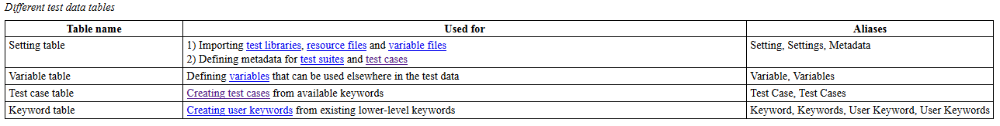 Different test data tables
Table name Used for Aliases
Setting table 1) Importing test libraries, resource files and variable files Setting, Settings, Metadata
2) Defining metadata for test suites and test cases
Variable table Defining variables that can be used elsewhere in the test data Variable, Variables
Test case table Creating test cases from available keywords Test Case, Test Cases
Keyword table Creating user keywords from existing lower-level keywords Keyword, Keywords, User Keyword, User Keywords